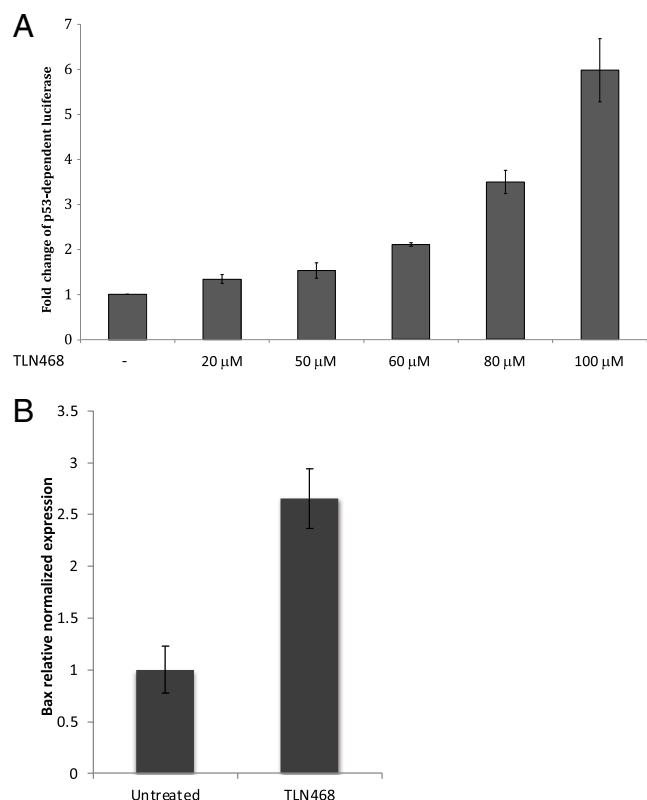 A
Fold change of p53-dependent luciferase
7
6
5
4
3
2
1
0
TLN468 - 20 µM 50 µM 60 µM 80 µM 100 µM
B
Bax relative normalized expression
3.5
3
2.5
2
1.5
1
0.5
0
Untreated TLN468